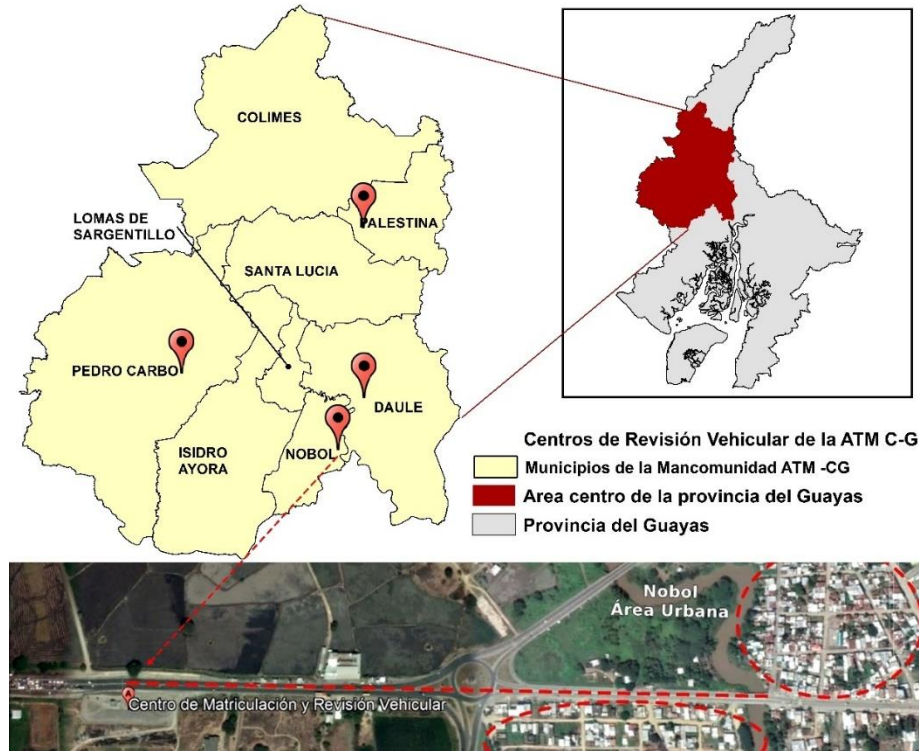 COLIMES
LOMAS DE
SARGENTILLO
PALESTINA
SANTA LUCIA
PEDRO CARBO
DAULE
ISIDRO
AYORA
NOBOL
Centros de Revisión Vehicular de la ATM C-G
Municipios de la Mancomunidad ATM -CG
Area centro de la provincia del Guayas
Provincia del Guayas
Nobol
Área Urbana
A
Centro de Matriculación y Revisión Vehicular